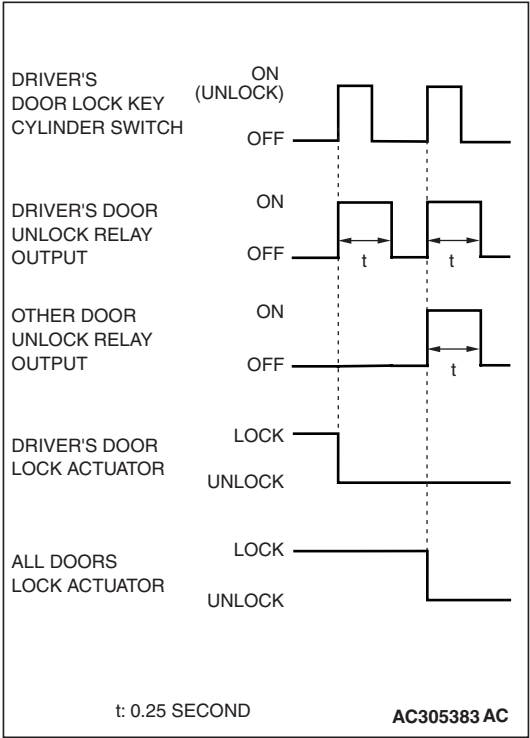 DRIVER'S
DOOR LOCK KEY
CYLINDER SWITCH
ON
(UNLOCK)
OFF
DRIVER'S DOOR
UNLOCK RELAY
OUTPUT
ON
OFF
t
t
OTHER DOOR
UNLOCK RELAY
OUTPUT
ON
OFF
t
DRIVER'S DOOR
LOCK ACTUATOR
LOCK
UNLOCK
ALL DOORS
LOCK ACTUATOR
LOCK
UNLOCK
t: 0.25 SECOND
AC305383 AC